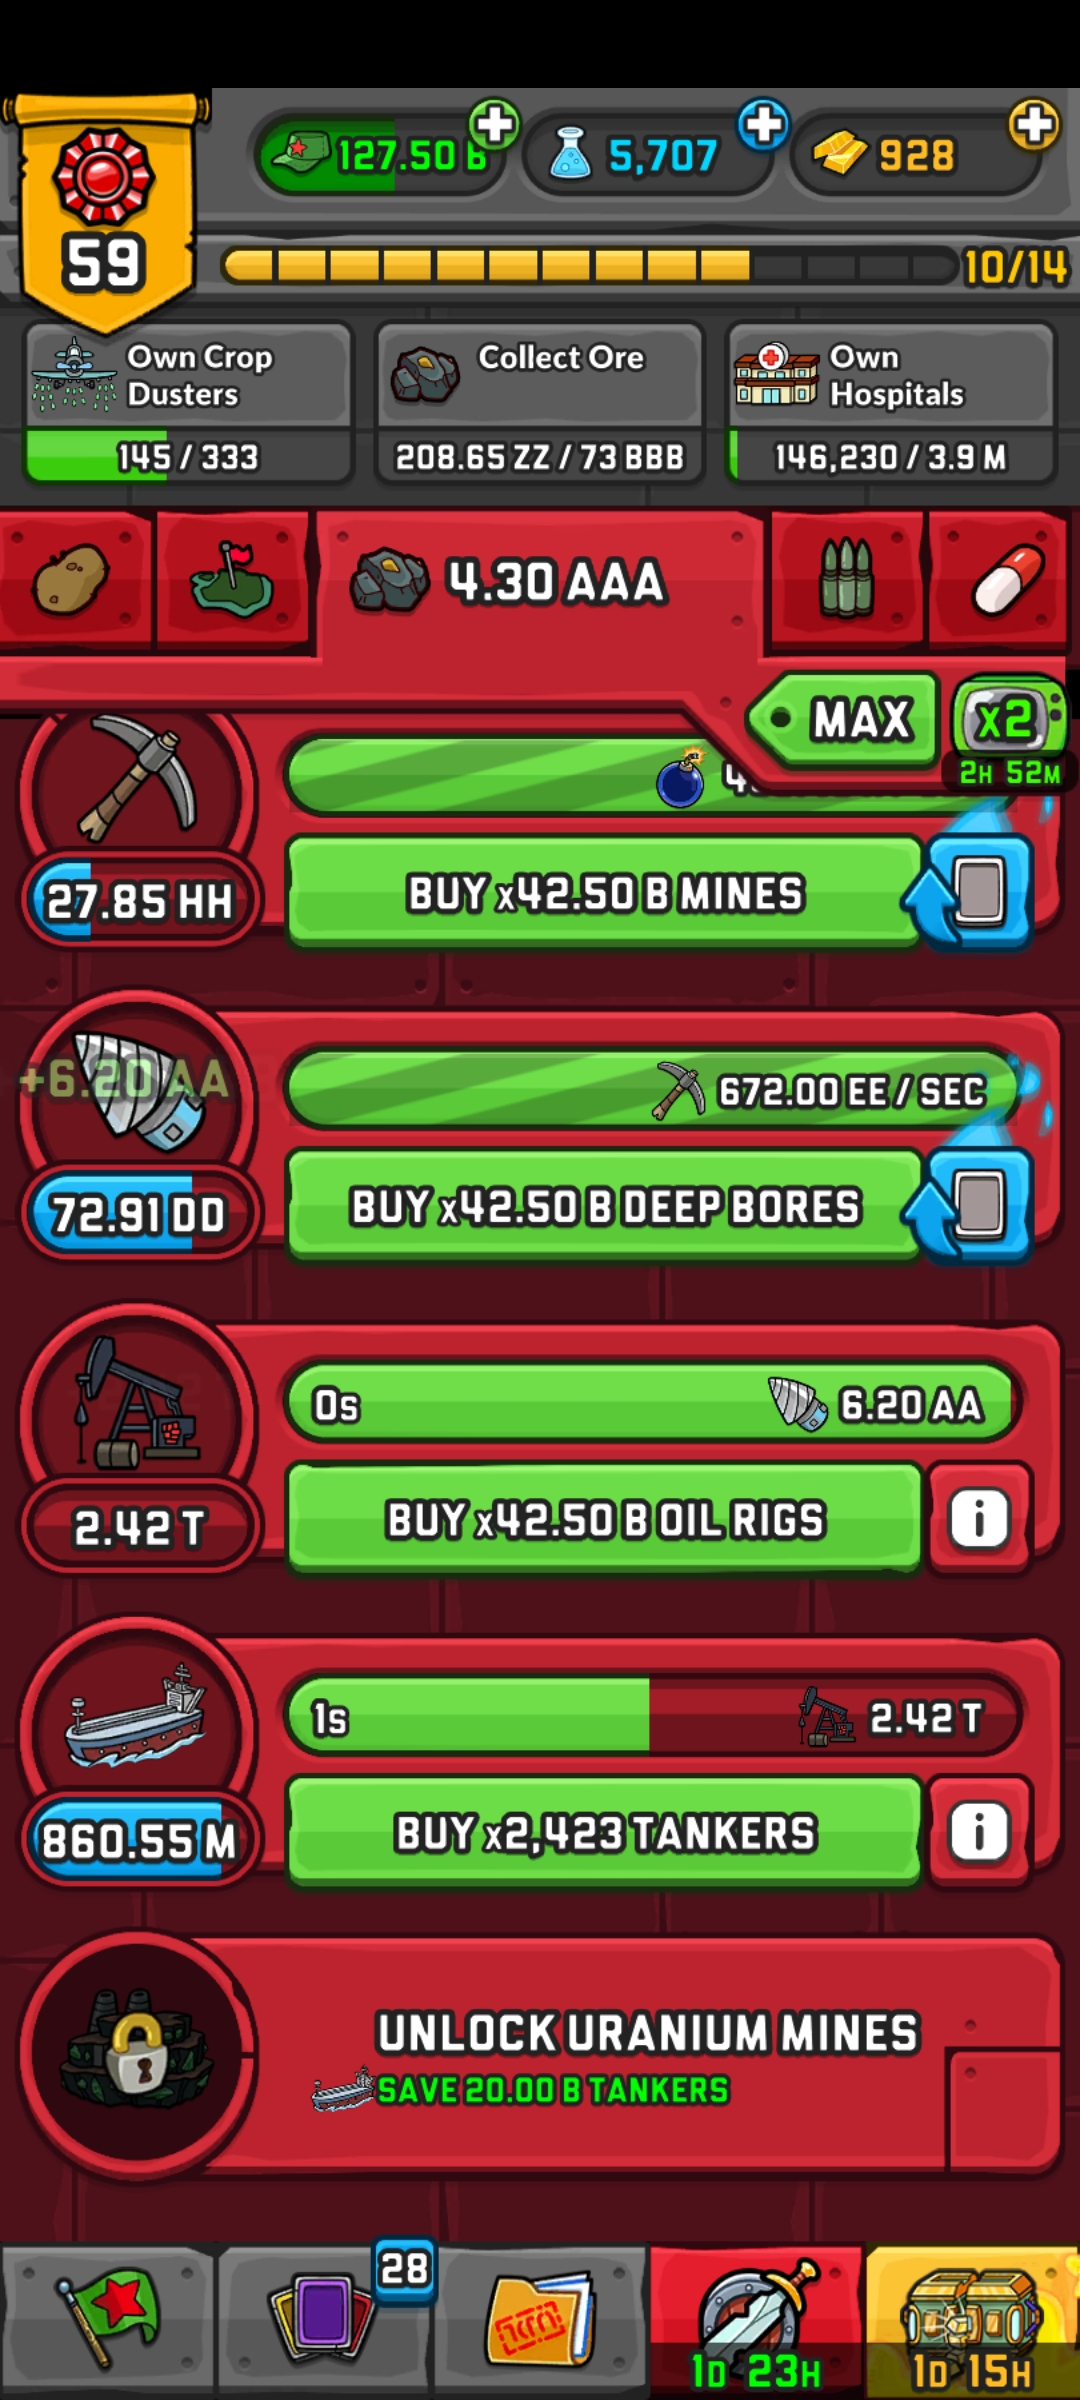 127.50 B
5,707
928
59
10/14
Own Crop
Dusters
145 / 333
Collect Ore
208.65 ZZ / 73 BBB
Own
Hospitals
146,230 / 3.9 M
4.30 AAA
MAX
x2
2H 52M
27.85 HH
BUY x42.50 B MINES
+6.20 AA
672.00 EE / SEC
72.91 DD
BUY x42.50 B DEEP BORES
0s
6.20 AA
2.42 T
BUY x42.50 B OIL RIGS
i
1s
2.42 T
860.55 M
BUY x2,423 TANKERS
i
UNLOCK URANIUM MINES
SAVE 20.00 B TANKERS
28
1D 23H
1D 15H